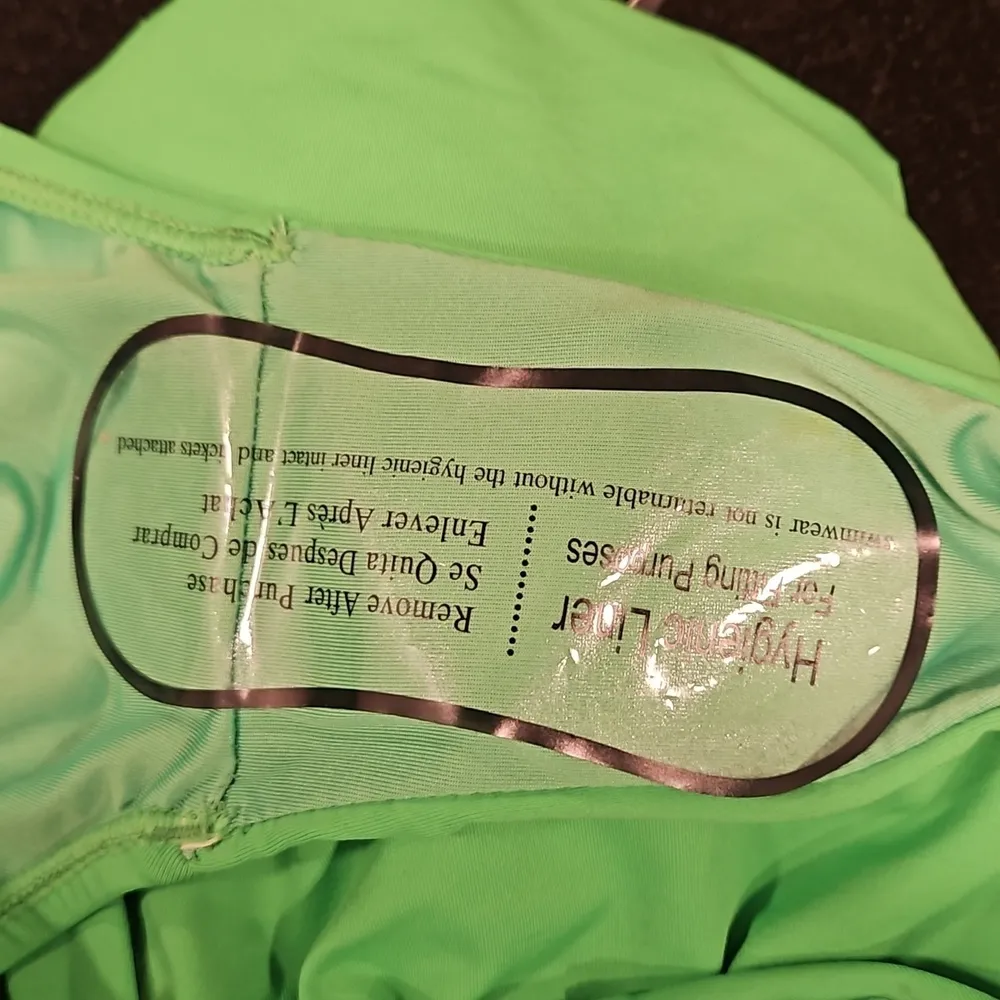 Hygienic Liner
For Fitting Purposes
Remove After Purchase
Se Quita Despues de Comprar
Enlever Après L'Achat
swimwear is not returnable without the hygienic liner intact and tickets attached